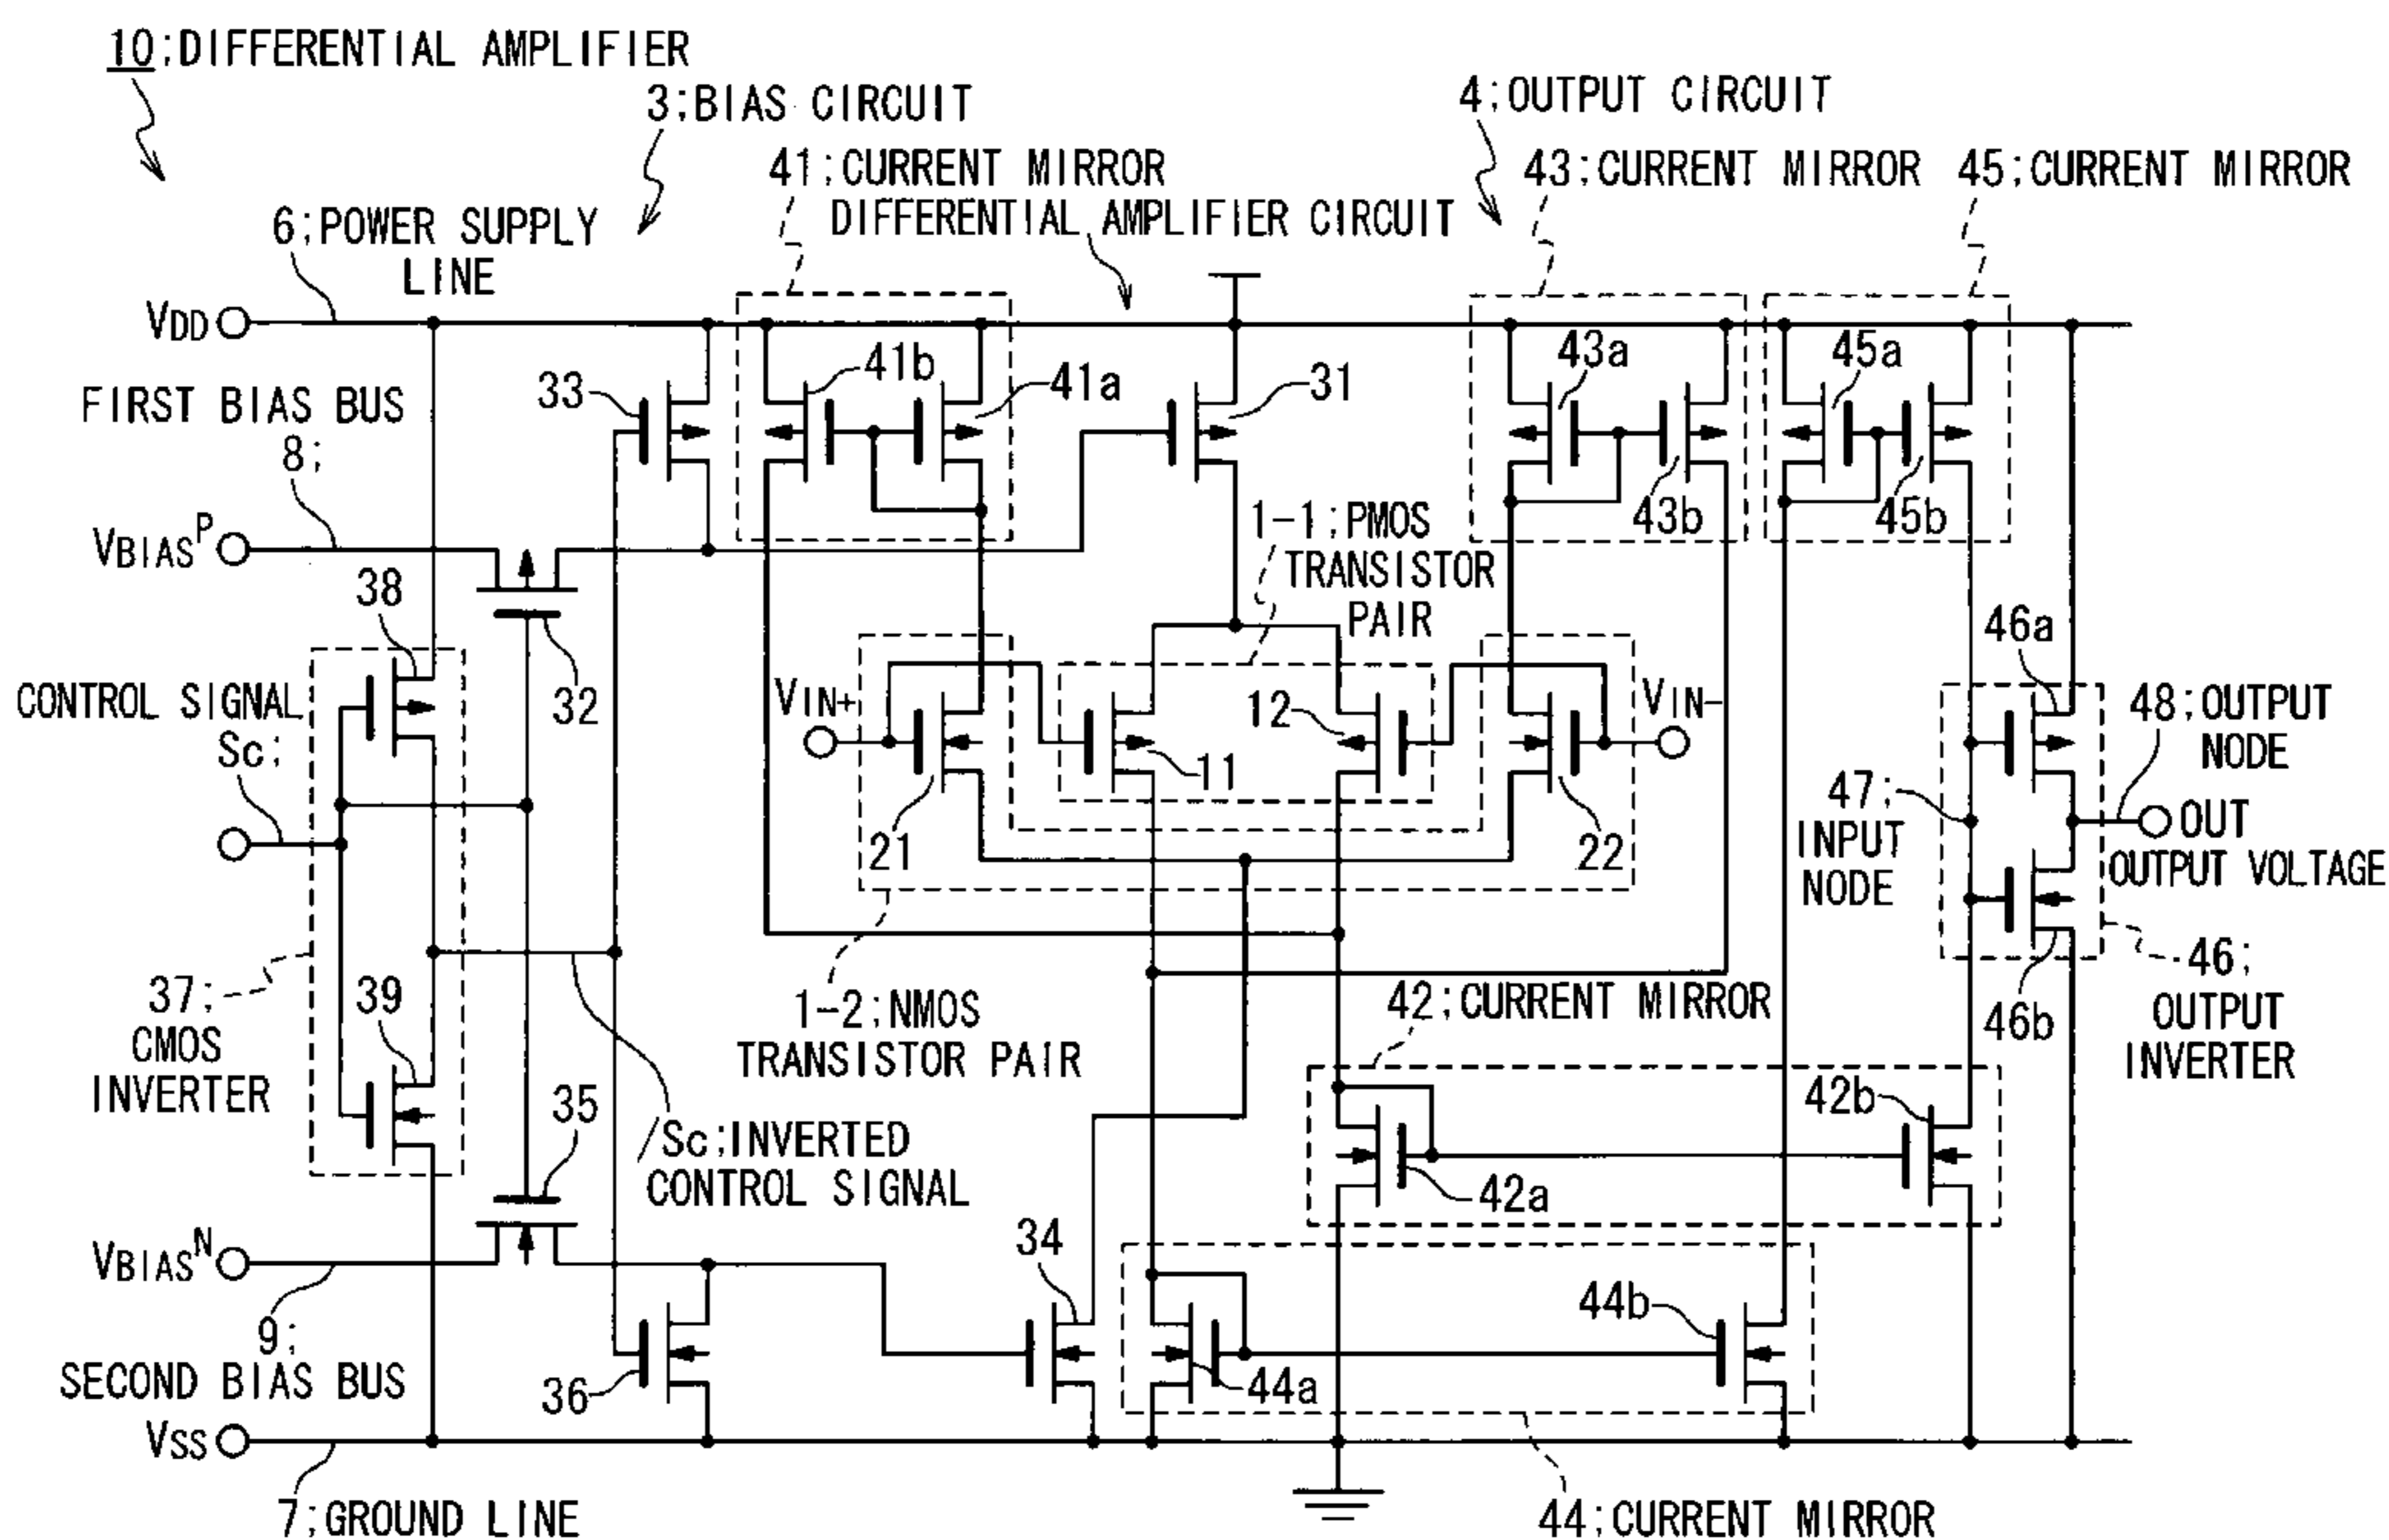 10;DIFFERENTIAL AMPLIFIER
3;BIAS CIRCUIT
4;OUTPUT CIRCUIT
41;CURRENT MIRROR
43;CURRENT MIRROR
45;CURRENT MIRROR
DIFFERENTIAL AMPLIFIER CIRCUIT
6;POWER SUPPLY
LINE
VDD
FIRST BIAS BUS
8;
VBIASP
33
41b
41a
31
43a
43b
45a
45b
1-1;PMOS
TRANSISTOR
PAIR
38
32
CONTROL SIGNAL
Sc;
VIN+
21
11
12
22
VIN-
46a
48;OUTPUT
NODE
47;
INPUT
NODE
OUT
OUTPUT VOLTAGE
37;
CMOS
INVERTER
39
1-2;NMOS
TRANSISTOR PAIR
42;CURRENT MIRROR
46b
46;
OUTPUT
INVERTER
35
/Sc;INVERTED
CONTROL SIGNAL
42a
42b
VBIASN
9;
SECOND BIAS BUS
36
34
44a
44b
VSS
7;GROUND LINE
44;CURRENT MIRROR